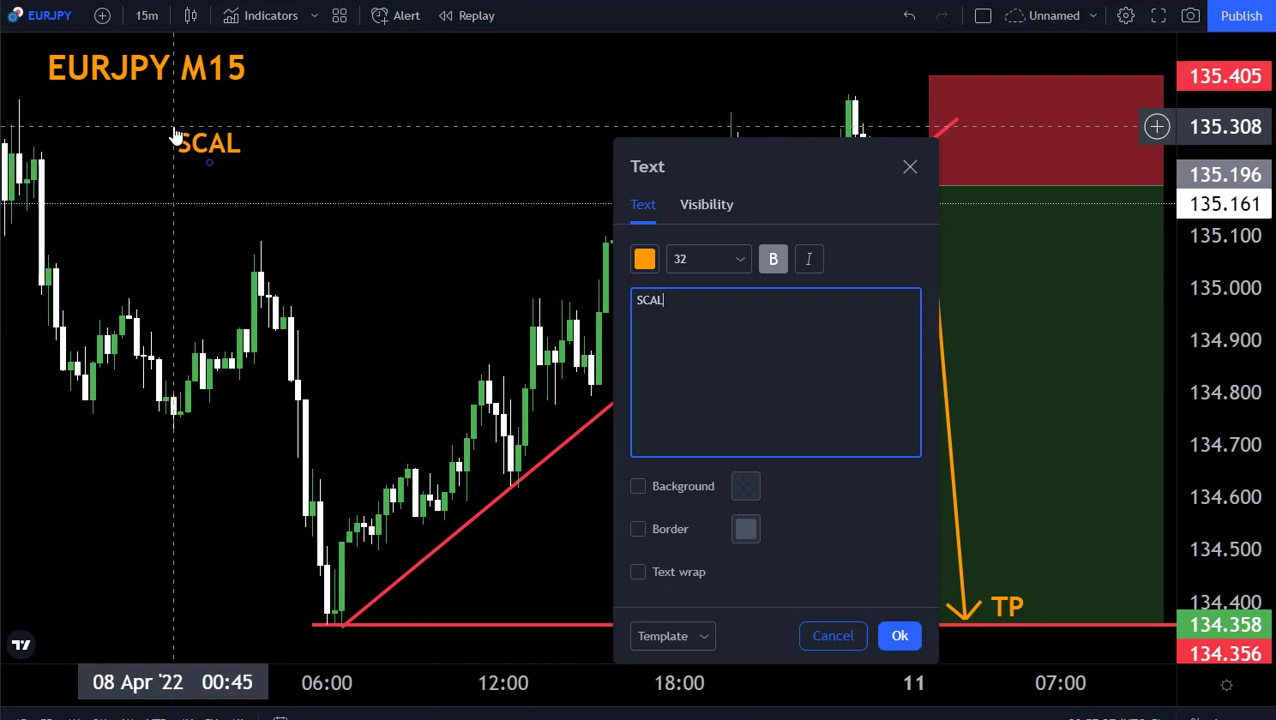 EURJPY 15m Indicators Alert Replay Unnamed Publish
EURJPY M15
SCAL
135.405
135.308
135.196
135.161
135.100
135.000
134.900
134.800
134.700
134.600
134.500
134.400
134.358
134.356
Text
Text Visibility
32 B I
SCAL
Background
Border
Text wrap
Template Cancel Ok
TP
08 Apr '22 00:45 06:00 12:00 18:00 11 07:00